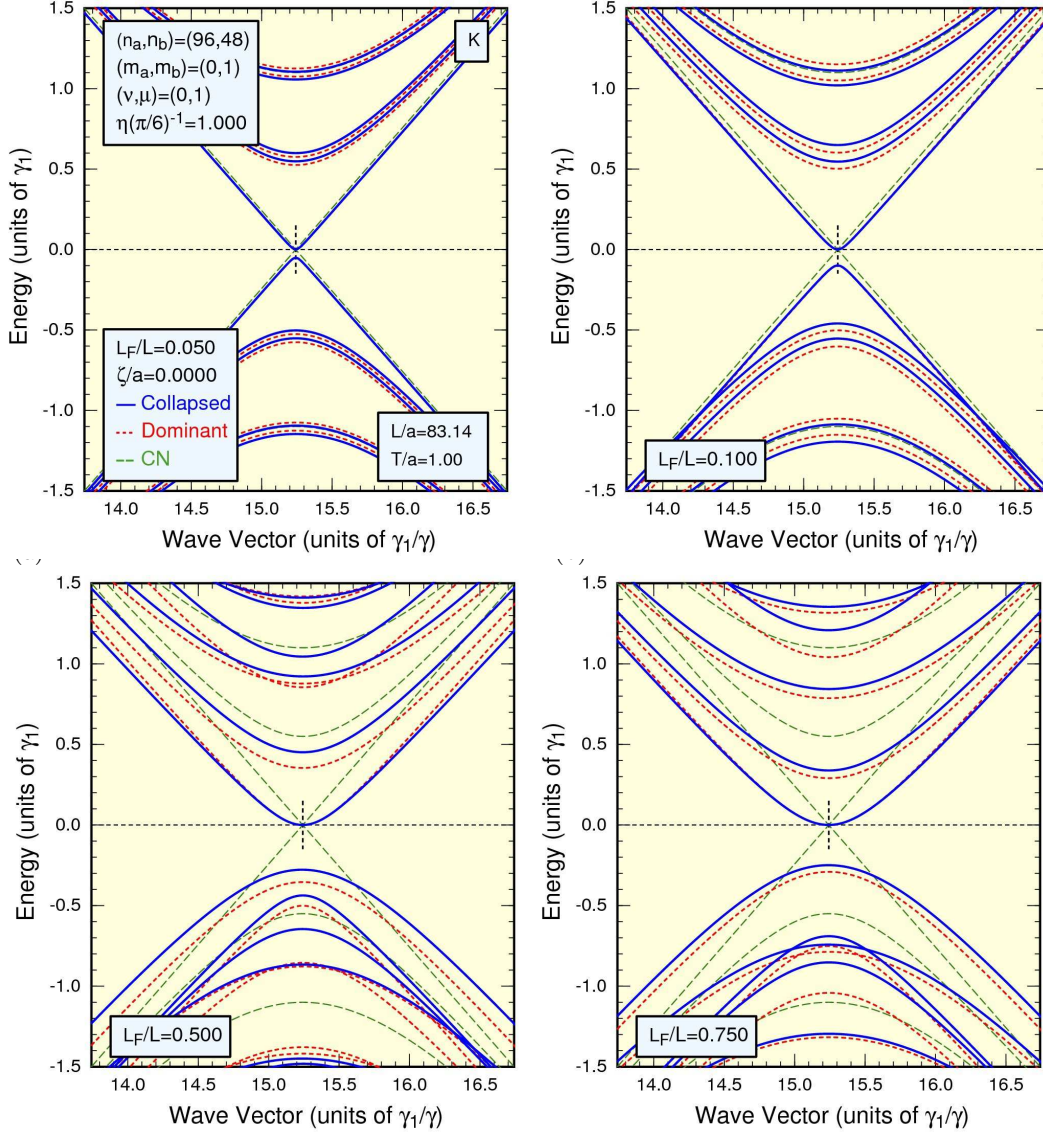 1.5
1.0
0.5
0.0
-0.5
-1.0
-1.5
Energy (units of γ₁)
(nₐ,n_b)=(96,48)
(mₐ,m_b)=(0,1)
(ν,μ)=(0,1)
η(π/6)⁻¹=1.000
K
L_F/L=0.050
ζ/a=0.0000
Collapsed
Dominant
CN
L/a=83.14
T/a=1.00
14.0 14.5 15.0 15.5 16.0 16.5
Wave Vector (units of γ₁/γ)
1.5
1.0
0.5
0.0
-0.5
-1.0
-1.5
Energy (units of γ₁)
L_F/L=0.100
14.0 14.5 15.0 15.5 16.0 16.5
Wave Vector (units of γ₁/γ)
1.5
1.0
0.5
0.0
-0.5
-1.0
-1.5
Energy (units of γ₁)
L_F/L=0.500
14.0 14.5 15.0 15.5 16.0 16.5
Wave Vector (units of γ₁/γ)
1.5
1.0
0.5
0.0
-0.5
-1.0
-1.5
Energy (units of γ₁)
L_F/L=0.750
14.0 14.5 15.0 15.5 16.0 16.5
Wave Vector (units of γ₁/γ)